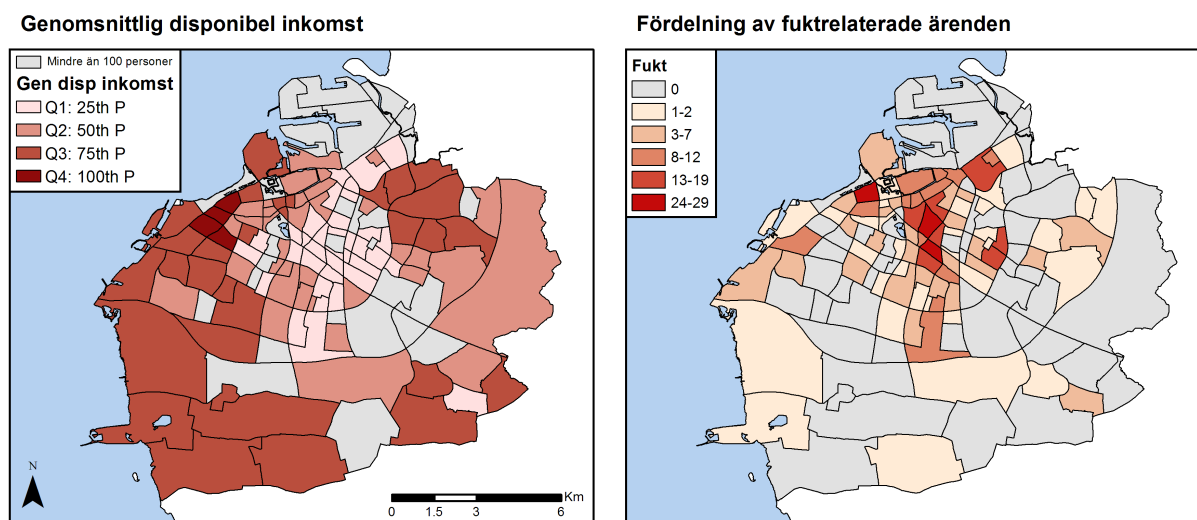 Genomsnittlig disponibel inkomst
Mindre än 100 personer
Gen disp inkomst
Q1: 25th P
Q2: 50th P
Q3: 75th P
Q4: 100th P
N
Km
0 1.5 3 6
Fördelning av fuktrelaterade ärenden
Fukt
0
1-2
3-7
8-12
13-19
24-29